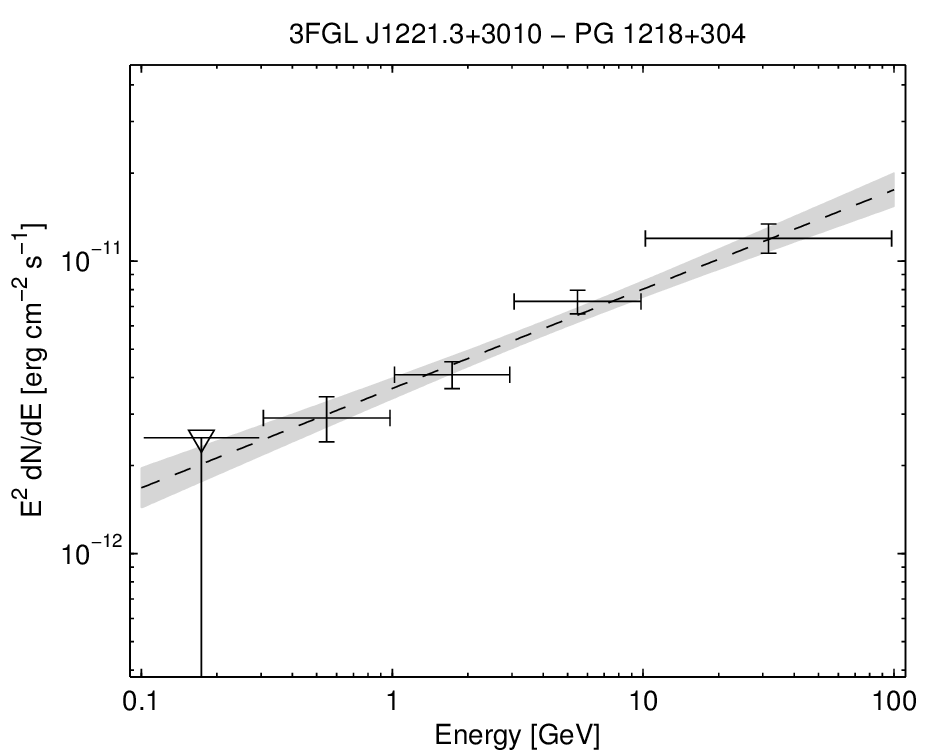 3FGL J1221.3+3010 − PG 1218+304
E² dN/dE [erg cm⁻² s⁻¹]
10⁻¹¹
10⁻¹²
0.1 1 10 100
Energy [GeV]